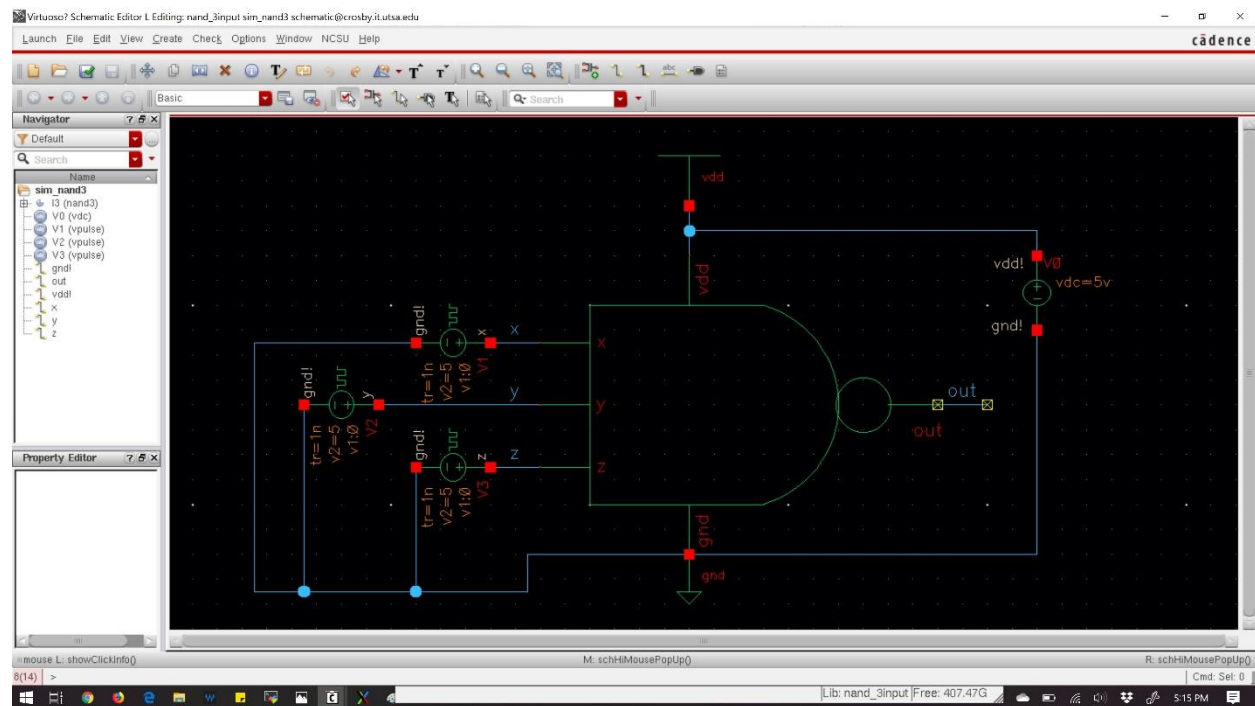 Virtuoso? Schematic Editor L Editing: nand_3input sim_nand3 schematic@crosby.it.utsa.edu
Launch File Edit View Create Check Options Window NCSU Help
cādence
Basic
Search
Navigator
Default
Search
Name
sim_nand3
I3 (nand3)
V0 (vdc)
V1 (vpulse)
V2 (vpulse)
V3 (vpulse)
gnd!
out
vdd!
x
y
z
Property Editor
vdd
vdd
vdd!
V0
vdc=5v
gnd!
gnd!
x
x
x
V1
tr=1n
v2=5
v1:0
gnd!
y
y
y
V2
tr=1n
v2=5
v1:0
gnd!
z
z
z
V3
tr=1n
v2=5
v1:0
out
out
gnd
gnd
mouse L: showClickInfo()
M: schHiMousePopUp()
R: schHiMousePopUp()
8(14) >
Cmd: Sel: 0
Lib: nand_3input Free: 407.47G
5:15 PM